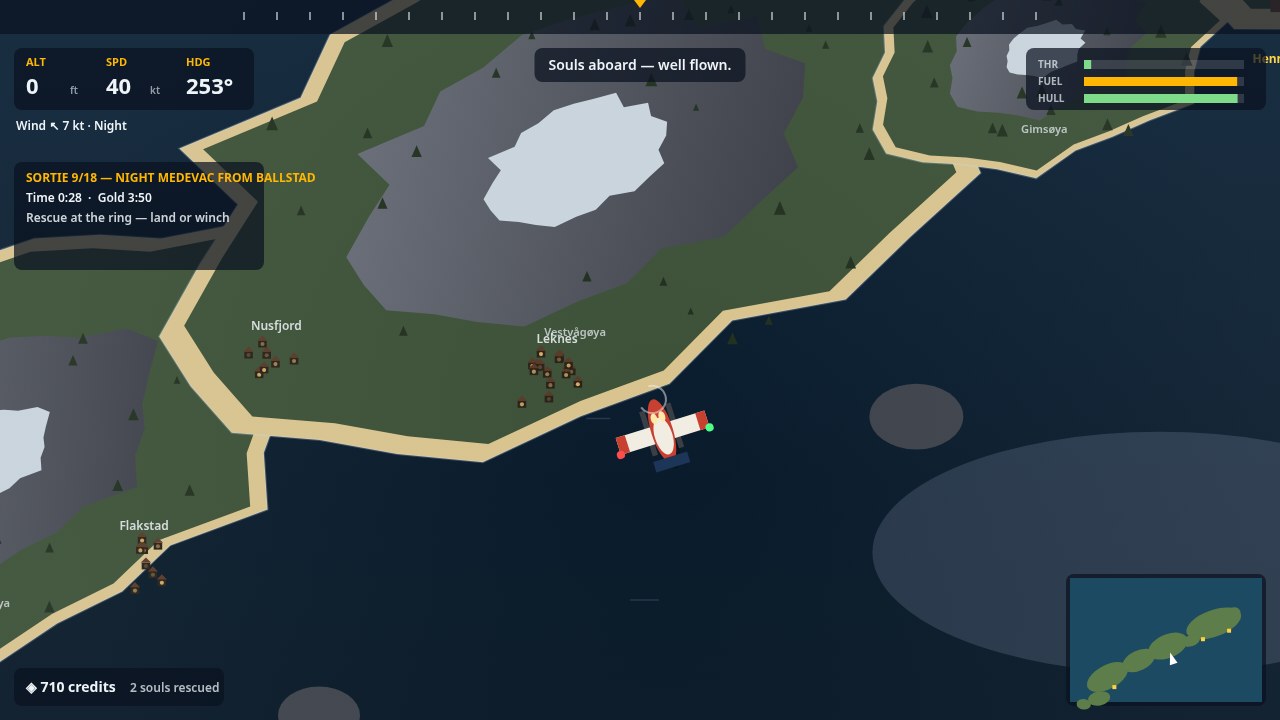 Souls aboard — well flown.
ALT SPD HDG
0 ft 40 kt 253°
Wind ↖ 7 kt · Night
THR
FUEL
HULL
Henn
Gimsøya
SORTIE 9/18 — NIGHT MEDEVAC FROM BALLSTAD
Time 0:28 · Gold 3:50
Rescue at the ring — land or winch
Nusfjord
Vestvågøya
Leknes
Flakstad
ya
◈ 710 credits 2 souls rescued